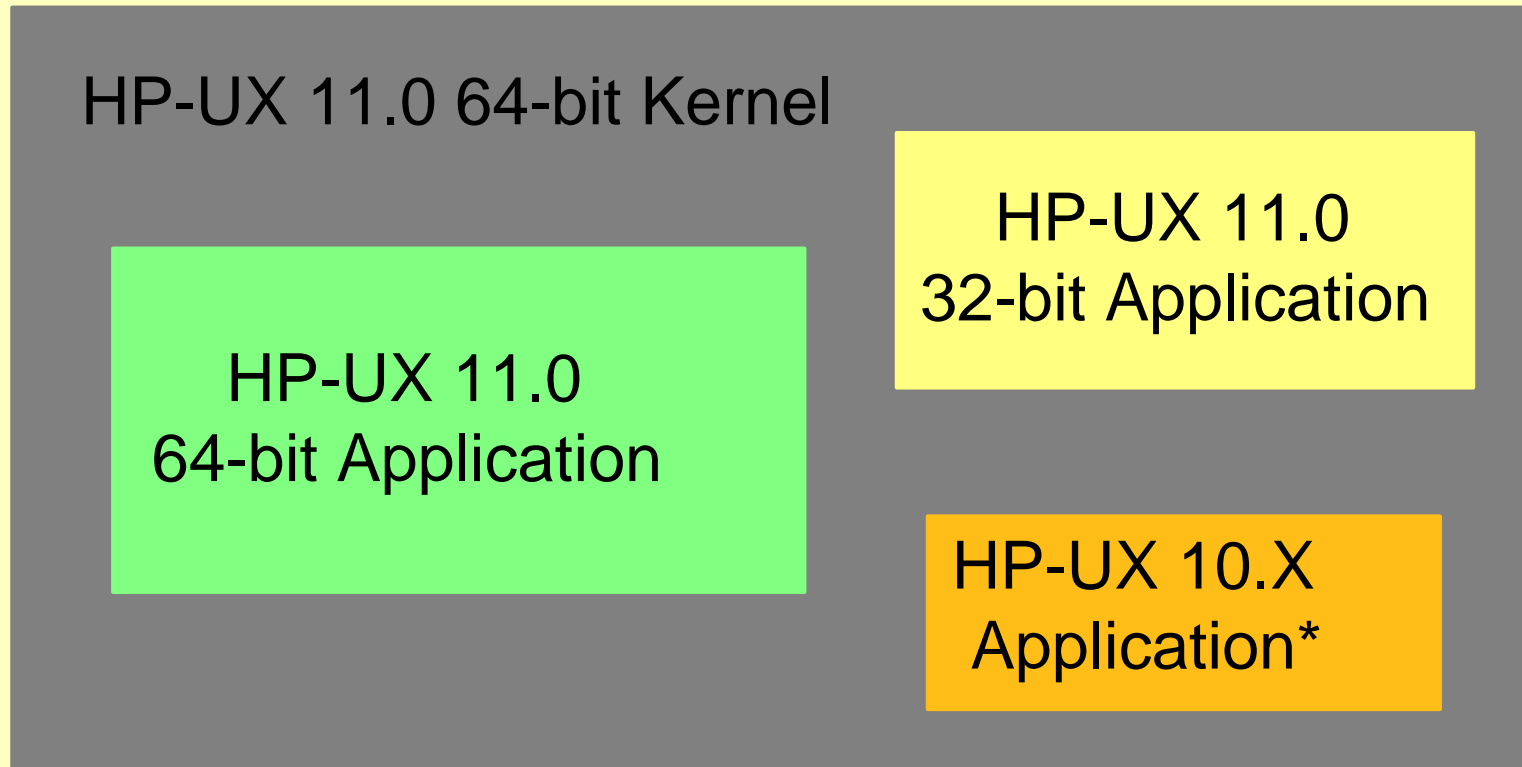 HP-UX 11.0 64-bit Kernel
HP-UX 11.0
32-bit Application
HP-UX 11.0
64-bit Application
HP-UX 10.X
Application*